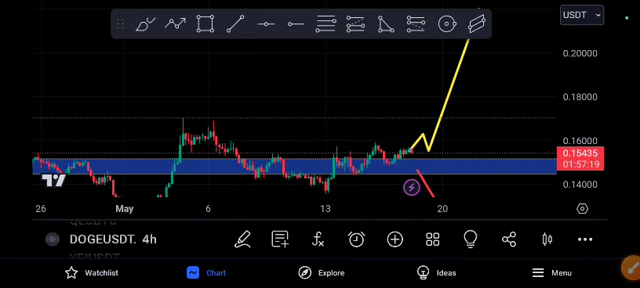 USDT
0.20000
0.18000
0.16000
0.15435
01:57:19
0.14000
26 May 6 13 20
DOGEUSDT. 4h
Watchlist Chart Explore Ideas Menu